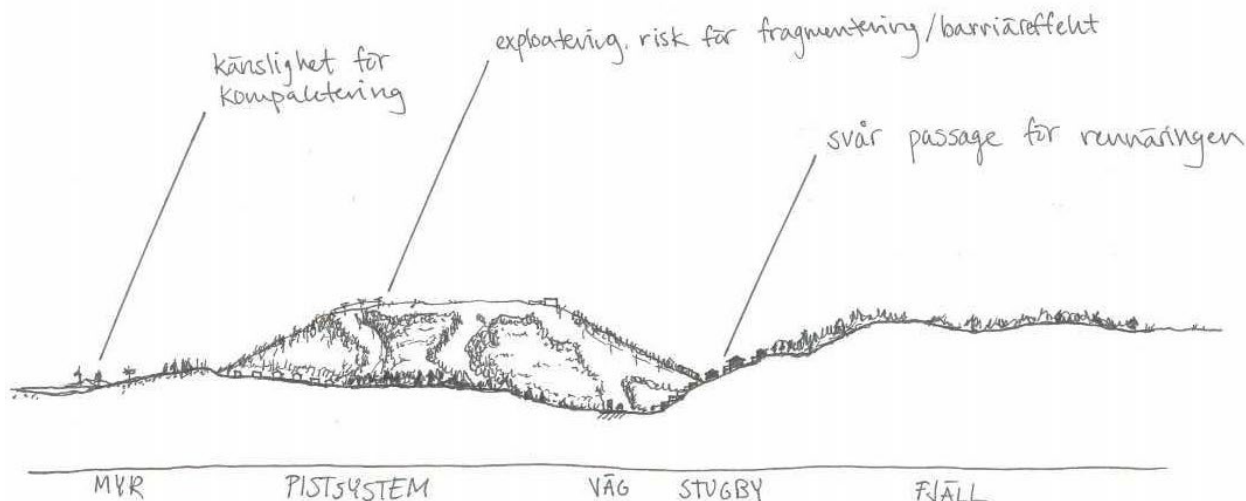 känslighet för
kompaktering
exploatering, risk för fragmentering/barriäreffekt
svår passage för rennäringen
MYR PISTSYSTEM VÄG STUGBY FJÄLL